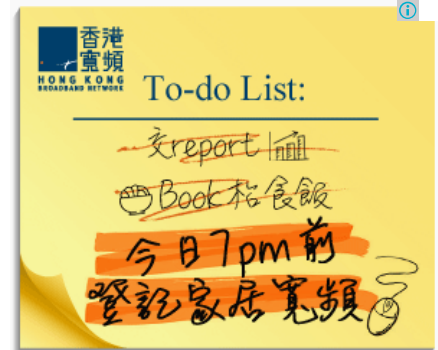 香港
寬頻
HONG KONG
BROADBAND NETWORK
To-do List:
交report
Book枱食飯
今日7pm前
登記家居寬頻